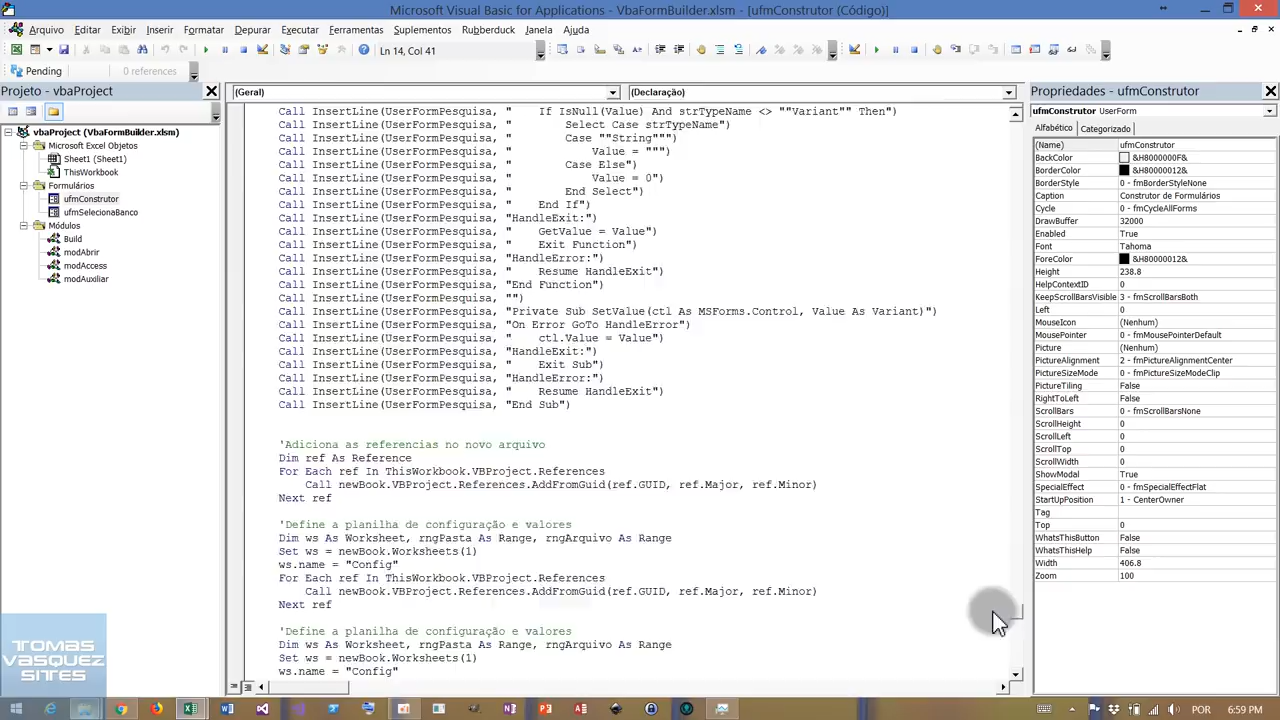 Microsoft Visual Basic for Applications - VbaFormBuilder.xlsm - [ufmConstrutor (Código)]
Arquivo Editar Exibir Inserir Formatar Depurar Executar Ferramentas Suplementos Rubberduck Janela Ajuda
Ln 14, Col 41
Pending 0 references
Projeto - vbaProject
vbaProject (VbaFormBuilder.xlsm)
Microsoft Excel Objetos
Sheet1 (Sheet1)
ThisWorkbook
Formulários
ufmConstrutor
ufmSelecionaBanco
Módulos
Build
modAbrir
modAccess
modAuxiliar
(Geral) (Declaração)
Call InsertLine(UserFormPesquisa, "    If IsNull(Value) And strTypeName <> ""Variant"" Then")
Call InsertLine(UserFormPesquisa, "        Select Case strTypeName")
Call InsertLine(UserFormPesquisa, "        Case ""String""")
Call InsertLine(UserFormPesquisa, "            Value = """)
Call InsertLine(UserFormPesquisa, "        Case Else")
Call InsertLine(UserFormPesquisa, "            Value = 0")
Call InsertLine(UserFormPesquisa, "        End Select")
Call InsertLine(UserFormPesquisa, "    End If")
Call InsertLine(UserFormPesquisa, "HandleExit:")
Call InsertLine(UserFormPesquisa, "    GetValue = Value")
Call InsertLine(UserFormPesquisa, "    Exit Function")
Call InsertLine(UserFormPesquisa, "HandleError:")
Call InsertLine(UserFormPesquisa, "    Resume HandleExit")
Call InsertLine(UserFormPesquisa, "End Function")
Call InsertLine(UserFormPesquisa, "")
Call InsertLine(UserFormPesquisa, "Private Sub SetValue(ctl As MSForms.Control, Value As Variant)")
Call InsertLine(UserFormPesquisa, "On Error GoTo HandleError")
Call InsertLine(UserFormPesquisa, "    ctl.Value = Value")
Call InsertLine(UserFormPesquisa, "HandleExit:")
Call InsertLine(UserFormPesquisa, "    Exit Sub")
Call InsertLine(UserFormPesquisa, "HandleError:")
Call InsertLine(UserFormPesquisa, "    Resume HandleExit")
Call InsertLine(UserFormPesquisa, "End Sub")
'Adiciona as referencias no novo arquivo
Dim ref As Reference
For Each ref In ThisWorkbook.VBProject.References
Call newBook.VBProject.References.AddFromGuid(ref.GUID, ref.Major, ref.Minor)
Next ref
'Define a planilha de configuração e valores
Dim ws As Worksheet, rngPasta As Range, rngArquivo As Range
Set ws = newBook.Worksheets(1)
ws.name = "Config"
For Each ref In ThisWorkbook.VBProject.References
Call newBook.VBProject.References.AddFromGuid(ref.GUID, ref.Major, ref.Minor)
Next ref
'Define a planilha de configuração e valores
Dim ws As Worksheet, rngPasta As Range, rngArquivo As Range
Set ws = newBook.Worksheets(1)
ws.name = "Config"
Propriedades - ufmConstrutor
ufmConstrutor UserForm
Alfabético Categorizado
(Name) ufmConstrutor
BackColor &H8000000F&
BorderColor &H80000012&
BorderStyle 0 - fmBorderStyleNone
Caption Construtor de Formulários
Cycle 0 - fmCycleAllForms
DrawBuffer 32000
Enabled True
Font Tahoma
ForeColor &H80000012&
Height 238.8
HelpContextID 0
KeepScrollBarsVisible 3 - fmScrollBarsBoth
Left 0
MouseIcon (Nenhum)
MousePointer 0 - fmMousePointerDefault
Picture (Nenhum)
PictureAlignment 2 - fmPictureAlignmentCenter
PictureSizeMode 0 - fmPictureSizeModeClip
PictureTiling False
RightToLeft False
ScrollBars 0 - fmScrollBarsNone
ScrollHeight 0
ScrollLeft 0
ScrollTop 0
ScrollWidth 0
ShowModal True
SpecialEffect 0 - fmSpecialEffectFlat
StartUpPosition 1 - CenterOwner
Tag
Top 0
WhatsThisButton False
WhatsThisHelp False
Width 406.8
Zoom 100
TOMAS
VASQUEZ
SITES
POR 6:59 PM